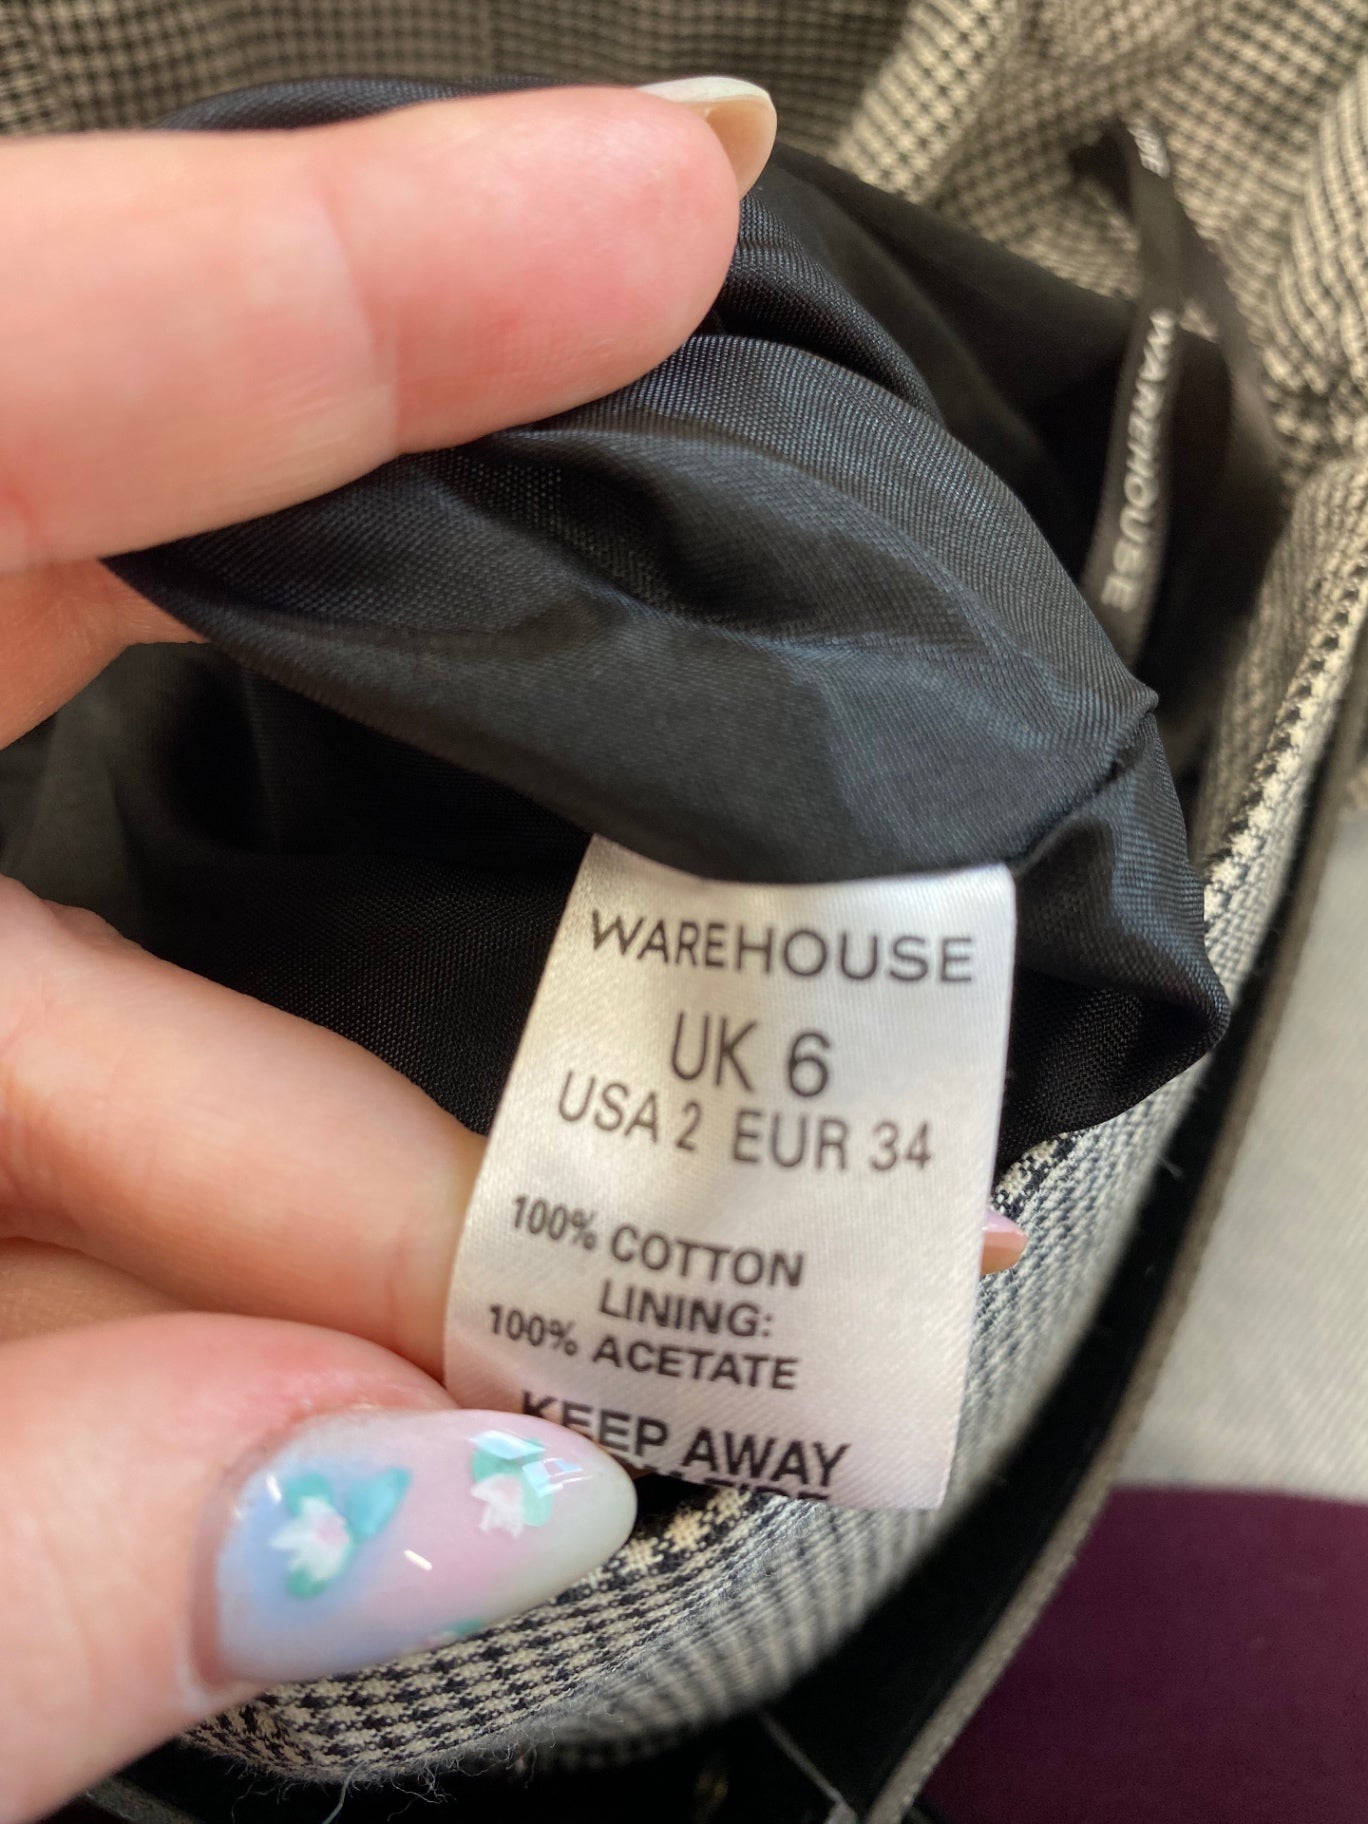 WAREHOUSE
WAREHOUSE
UK 6
USA 2 EUR 34
100% COTTON
LINING:
100% ACETATE
KEEP AWAY